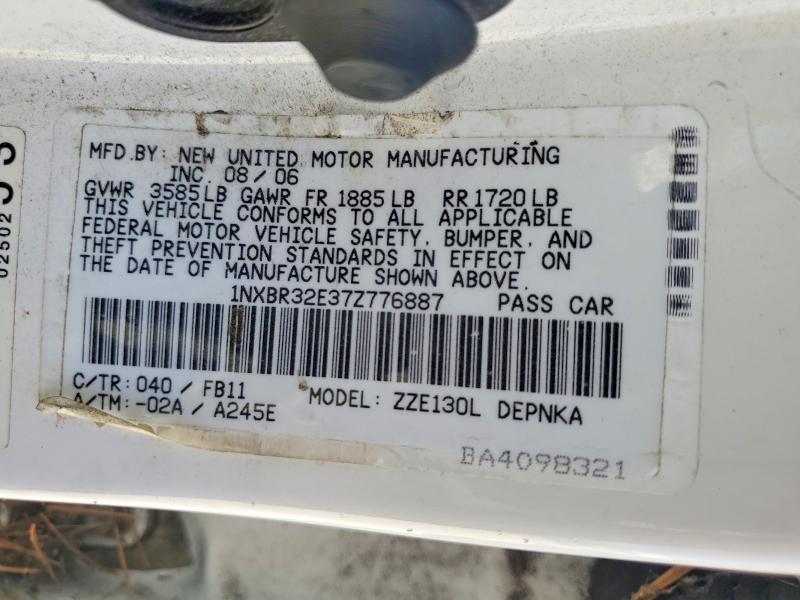 MFD.BY: NEW UNITED MOTOR MANUFACTURING
INC. 08/06
GVWR 3585LB GAWR FR 1885LB RR1720LB
THIS VEHICLE CONFORMS TO ALL APPLICABLE
FEDERAL MOTOR VEHICLE SAFETY, BUMPER, AND
THEFT PREVENTION STANDARDS IN EFFECT ON
THE DATE OF MANUFACTURE SHOWN ABOVE.
1NXBR32E37Z776887 PASS CAR
C/TR: 040 / FB11 MODEL: ZZE130L DEPNKA
A/TM: -02A / A245E
BA4098321
02502